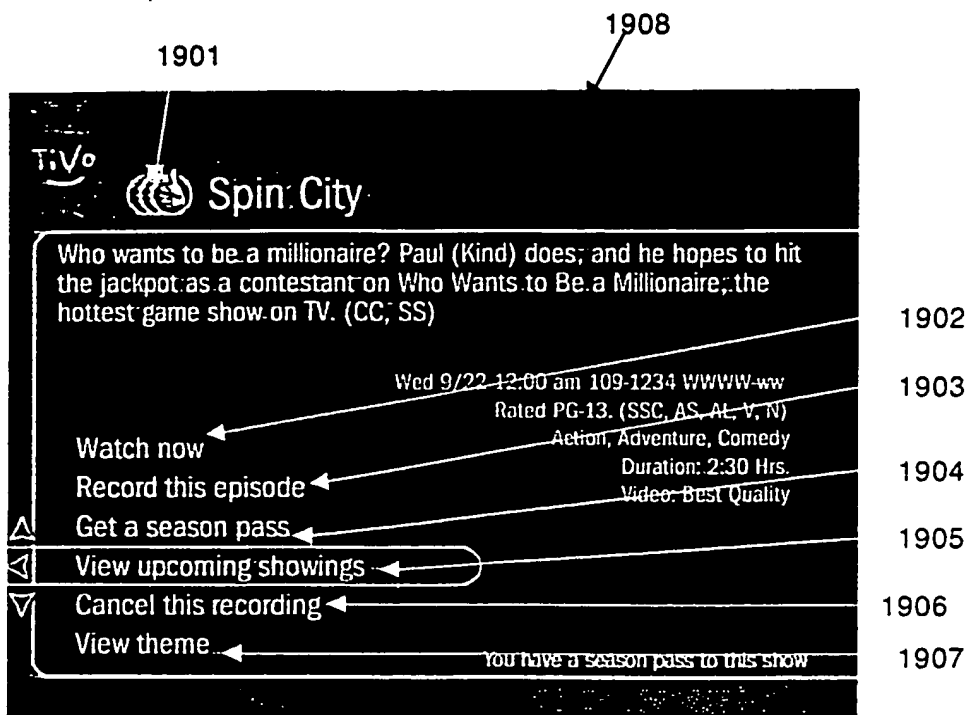 1908
1901
TiVo
Spin City
Who wants to be a millionaire? Paul (Kind) does, and he hopes to hit
the jackpot as a contestant on Who Wants to Be a Millionaire, the
hottest game show on TV. (CC, SS)
1902
Wed 9/22 12:00 am 109-1234 WWWW-ww
1903
Rated PG-13. (SSC, AS, AL, V, N)
Watch now
Action, Adventure, Comedy
Duration: 2:30 Hrs.
1904
Record this episode
Video: Best Quality
Get a season pass
1905
View upcoming showings
Cancel this recording
1906
View theme
You have a season pass to this show
1907